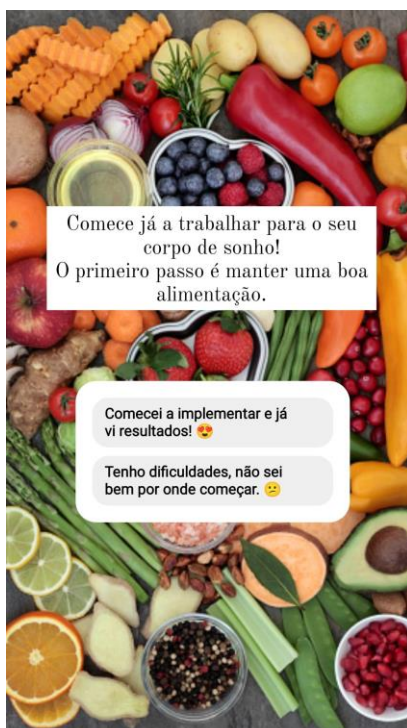 Comece já a trabalhar para o seu
corpo de sonho!
O primeiro passo é manter uma boa
alimentação.
Comecei a implementar e já
vi resultados! 😍
Tenho dificuldades, não sei
bem por onde começar. 😕